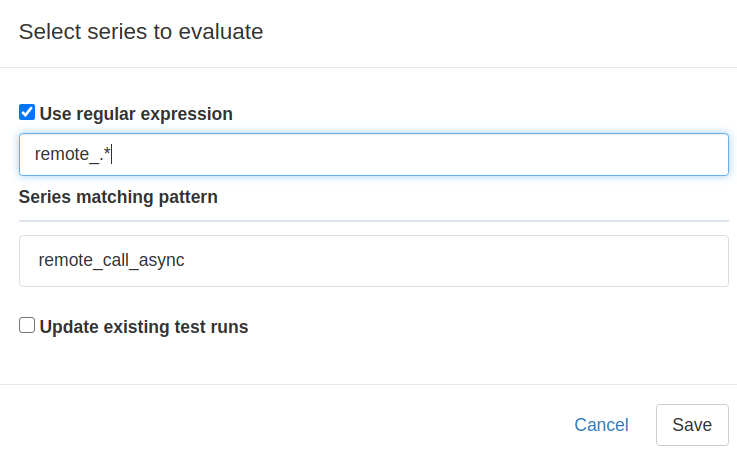 Select series to evaluate
Use regular expression
remote_.*
Series matching pattern
remote_call_async
Update existing test runs
Cancel Save